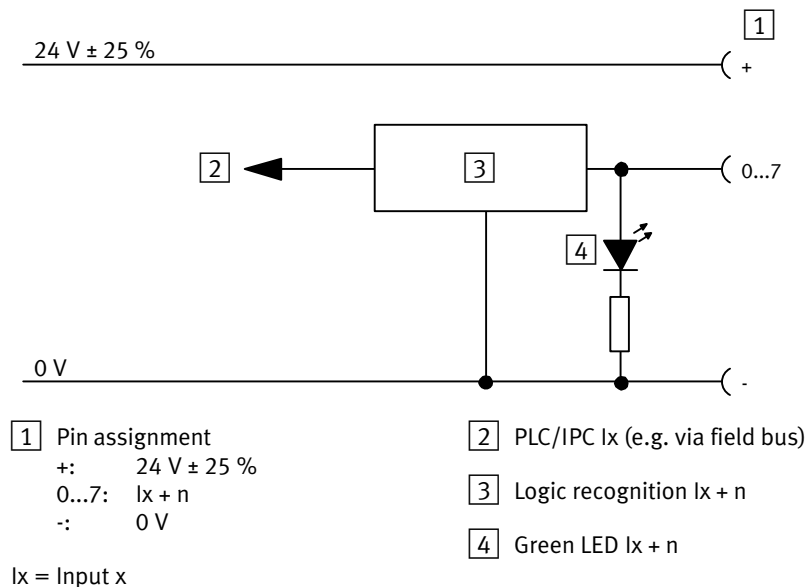 1
24 V ± 25 %
+
2
3
0...7
4
0 V
-
1 Pin assignment
+: 24 V ± 25 %
0...7: Ix + n
-: 0 V
Ix = Input x
2 PLC/IPC Ix (e.g. via field bus)
3 Logic recognition Ix + n
4 Green LED Ix + n